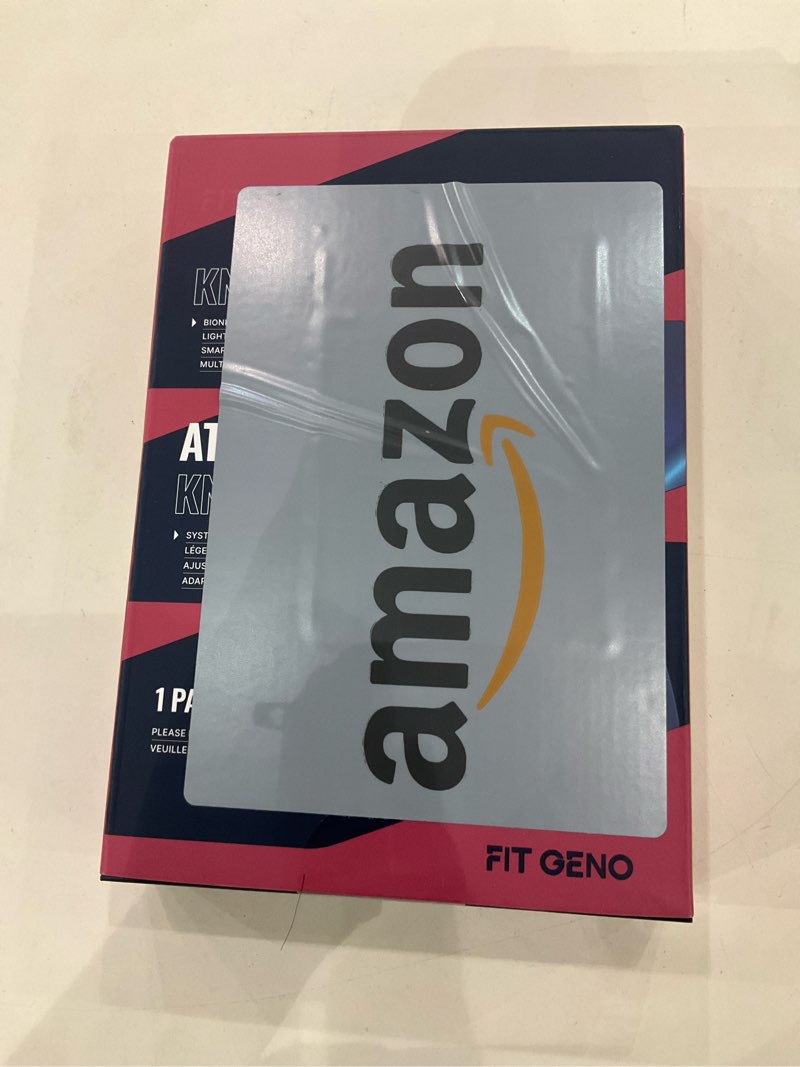 KN
BIONI
LIGHT
SMAR
MULT
AT
KN
SYST
LÉGE
AJUS
ADAP
1 PA
PLEASE
VEUILLE
amazon
FIT GENO